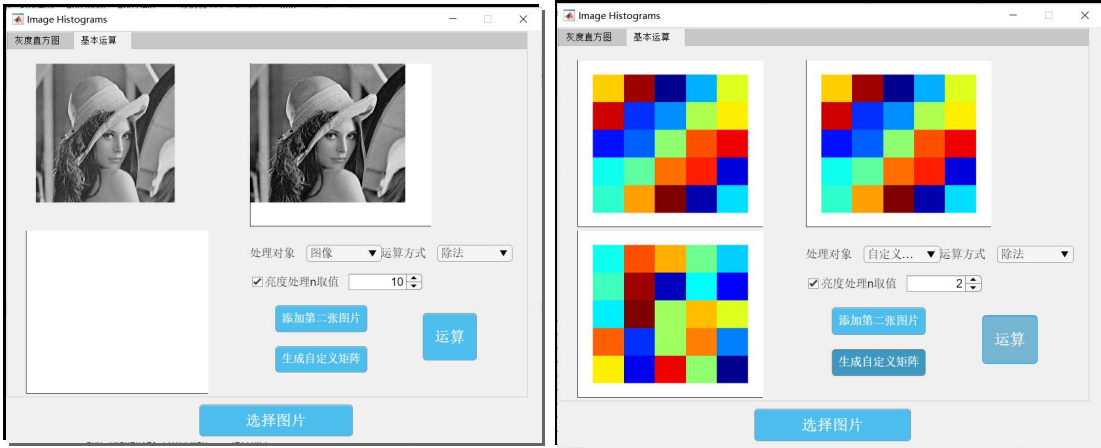 Image Histograms
灰度直方图 基本运算
处理对象 图像 运算方式 除法
亮度处理n取值 10
添加第二张图片
运算
生成自定义矩阵
选择图片
Image Histograms
灰度直方图 基本运算
处理对象 自定义... 运算方式 除法
亮度处理n取值 2
添加第二张图片
运算
生成自定义矩阵
选择图片